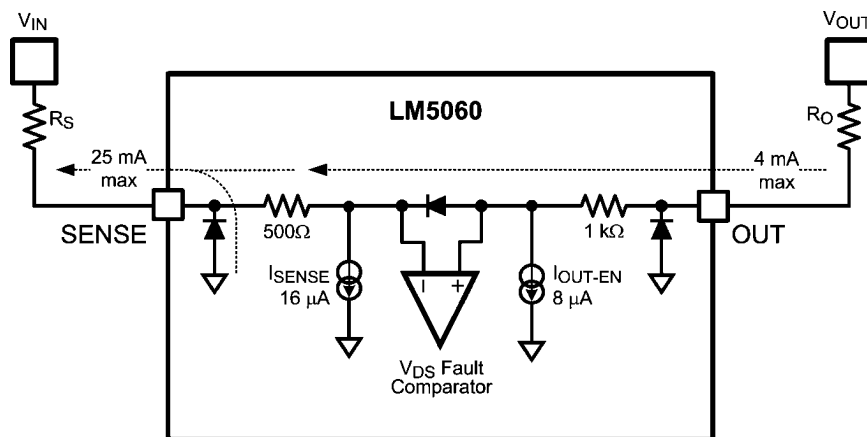 VIN
VOUT
RS
LM5060
RO
25 mA
max
4 mA
max
SENSE
500Ω
1 kΩ
OUT
ISENSE
16 µA
− +
IOUT-EN
8 µA
VDS Fault
Comparator